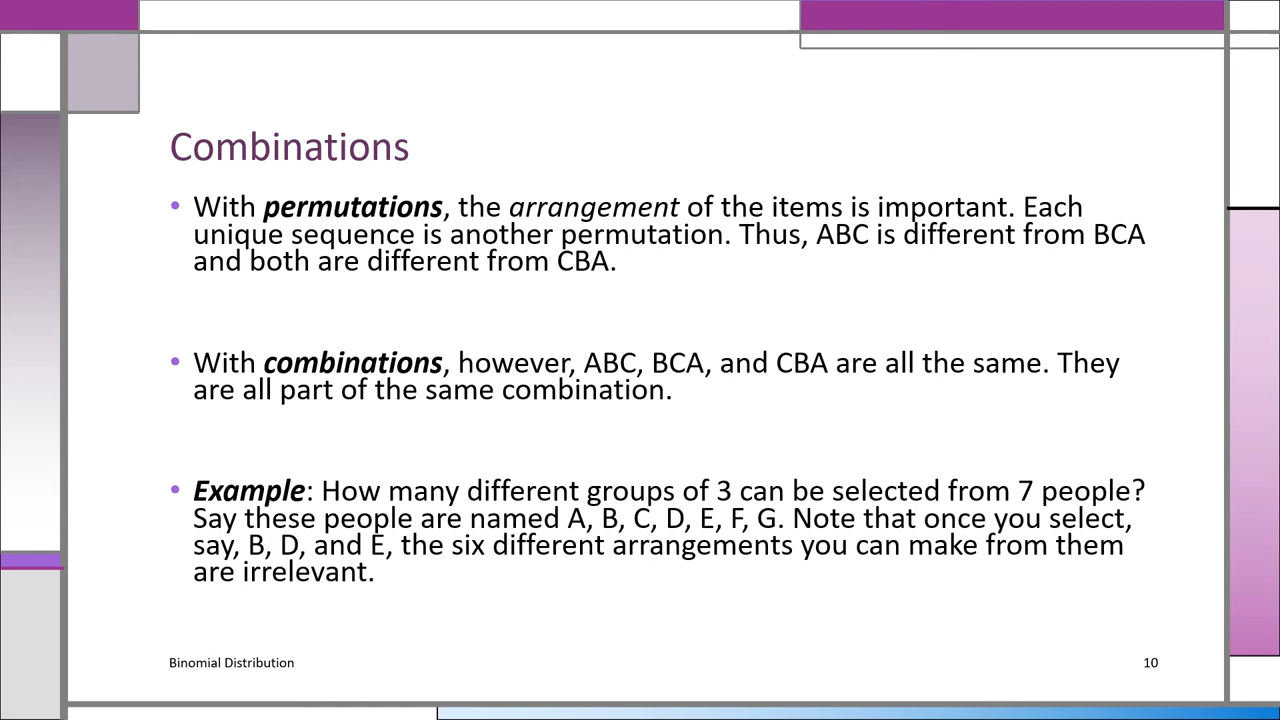 Combinations
• With permutations, the arrangement of the items is important. Each
unique sequence is another permutation. Thus, ABC is different from BCA
and both are different from CBA.
• With combinations, however, ABC, BCA, and CBA are all the same. They
are all part of the same combination.
• Example: How many different groups of 3 can be selected from 7 people?
Say these people are named A, B, C, D, E, F, G. Note that once you select,
say, B, D, and E, the six different arrangements you can make from them
are irrelevant.
Binomial Distribution
10